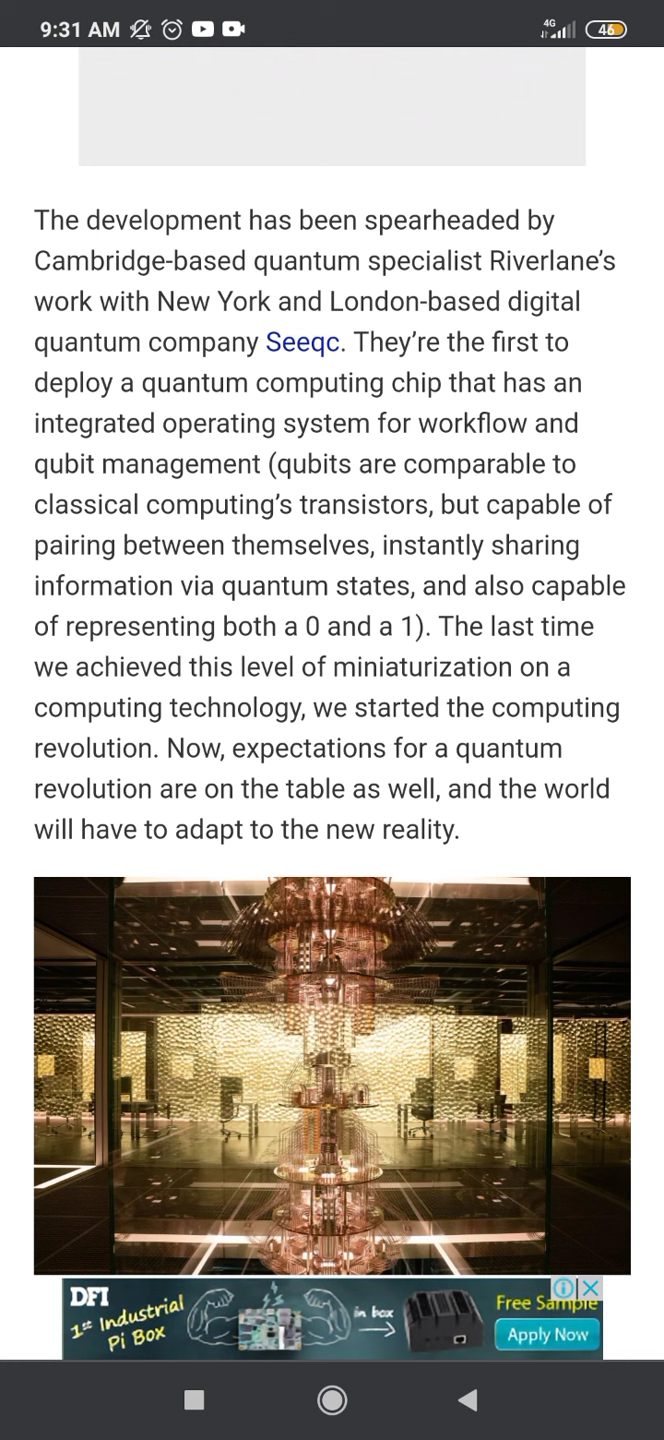 9:31 AM
4G
46
The development has been spearheaded by
Cambridge-based quantum specialist Riverlane’s
work with New York and London-based digital
quantum company Seeqc. They’re the first to
deploy a quantum computing chip that has an
integrated operating system for workflow and
qubit management (qubits are comparable to
classical computing’s transistors, but capable of
pairing between themselves, instantly sharing
information via quantum states, and also capable
of representing both a 0 and a 1). The last time
we achieved this level of miniaturization on a
computing technology, we started the computing
revolution. Now, expectations for a quantum
revolution are on the table as well, and the world
will have to adapt to the new reality.
DFI
1st Industrial
Pi Box
in box
Free Sample
Apply Now